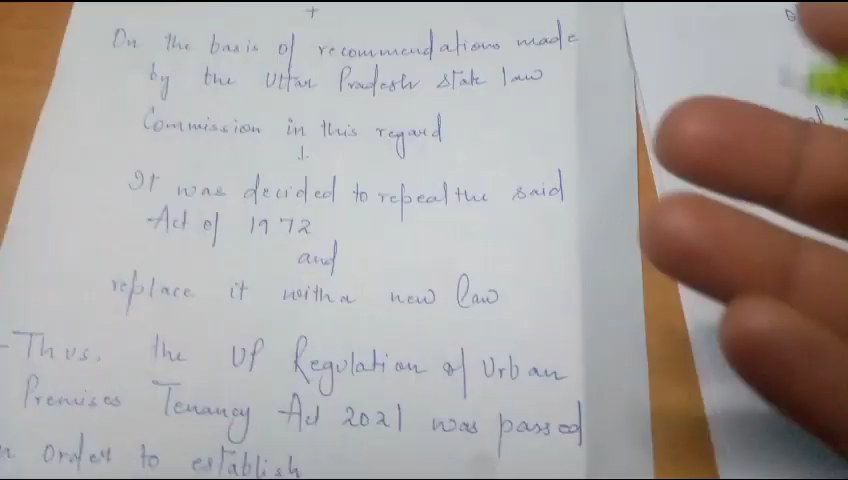 On the basis of recommendations made
by the Uttar Pradesh state law
Commission in this regard
It was decided to repeal the said
Act of 1972
and
replace it with a new law
- Thus, the UP Regulation of Urban
Premises Tenancy Act 2021 was passed
order to establish